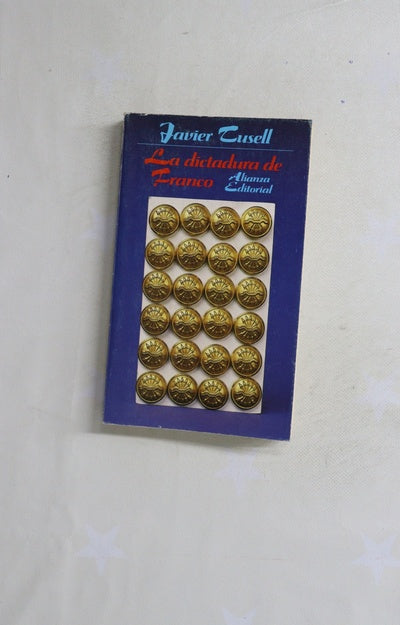 Javier Tusell
La dictadura de
Franco
Alianza
Editorial